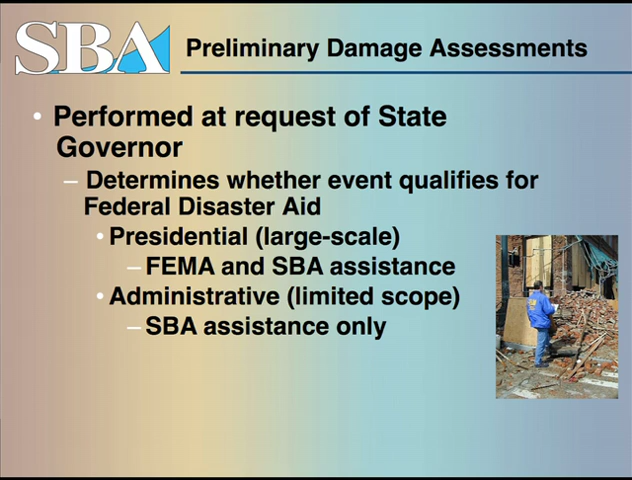 SBA
Preliminary Damage Assessments
• Performed at request of State
Governor
– Determines whether event qualifies for
Federal Disaster Aid
• Presidential (large-scale)
– FEMA and SBA assistance
• Administrative (limited scope)
– SBA assistance only